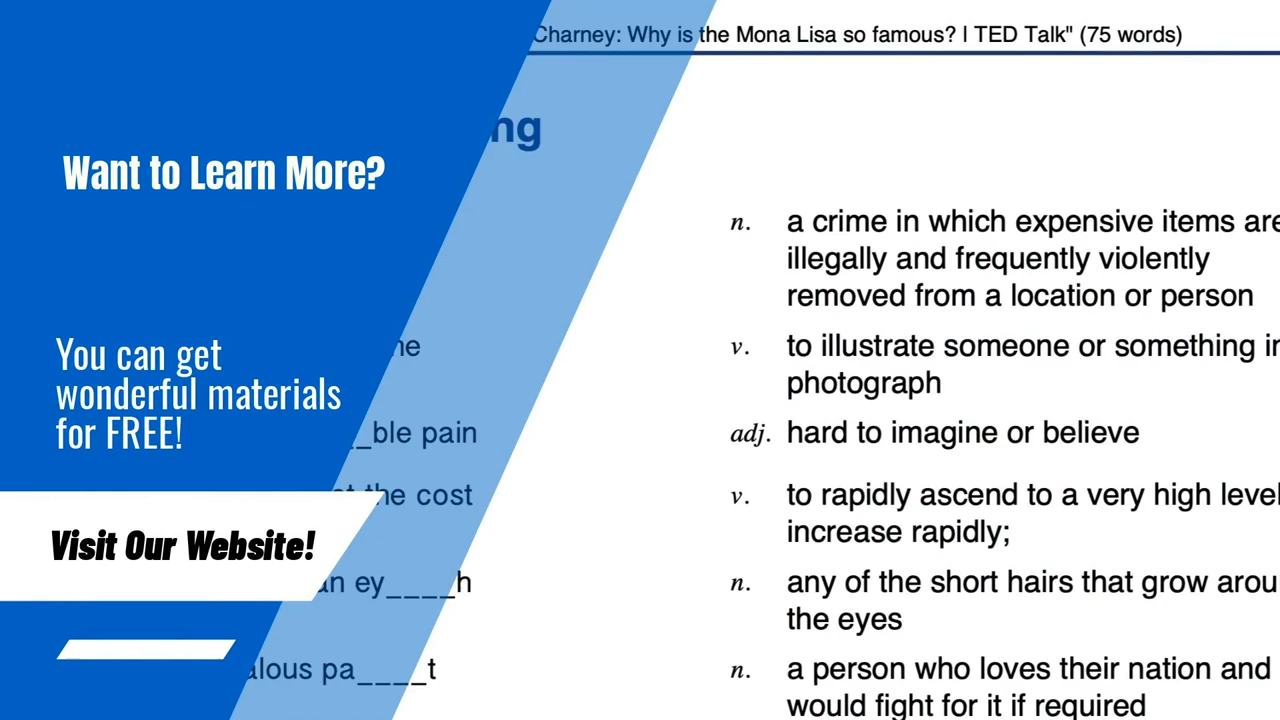 Charney: Why is the Mona Lisa so famous? | TED Talk" (75 words)
ng
Want to Learn More?
You can get
wonderful materials
for FREE!
Visit Our Website!
ne
_ble pain
the cost
an ey____h
alous pa____t
n. a crime in which expensive items are
illegally and frequently violently
removed from a location or person
v. to illustrate someone or something in
photograph
adj. hard to imagine or believe
v. to rapidly ascend to a very high level
increase rapidly;
n. any of the short hairs that grow arou
the eyes
n. a person who loves their nation and
would fight for it if required